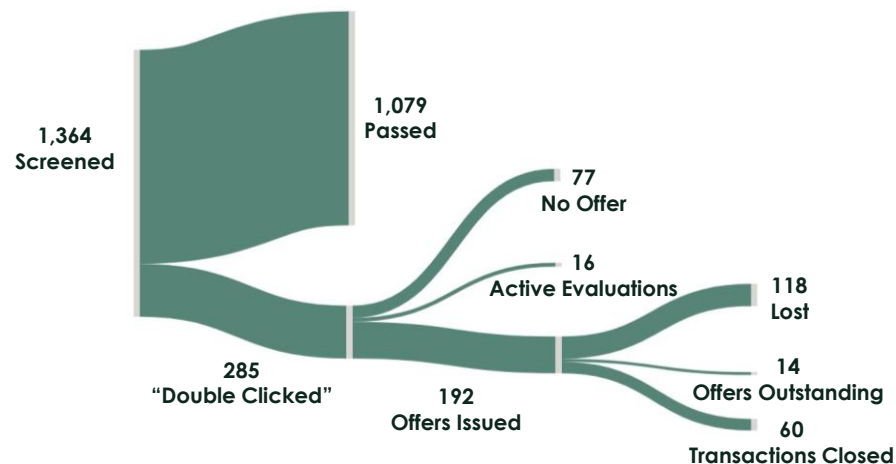 1,364
Screened
1,079
Passed
77
No Offer
16
Active Evaluations
118
Lost
285
“Double Clicked”
192
Offers Issued
14
Offers Outstanding
60
Transactions Closed